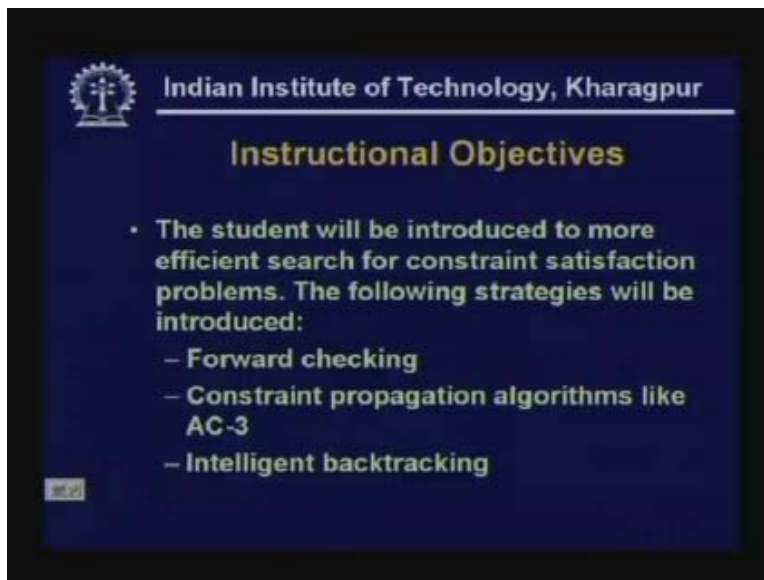 Indian Institute of Technology, Kharagpur
Instructional Objectives
• The student will be introduced to more
efficient search for constraint satisfaction
problems. The following strategies will be
introduced:
– Forward checking
– Constraint propagation algorithms like
AC-3
– Intelligent backtracking